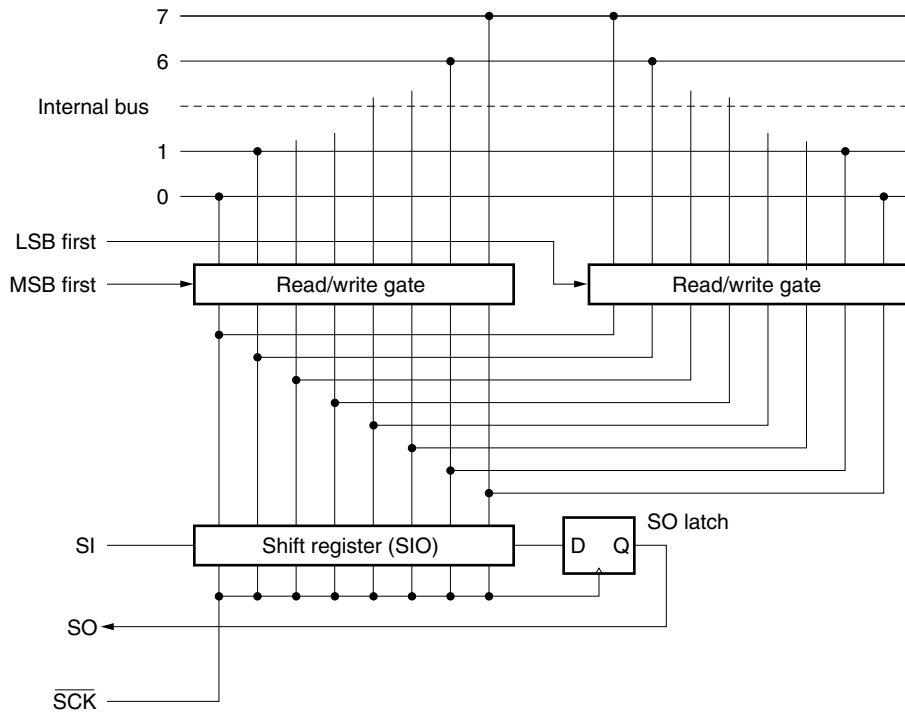 7
6
Internal bus
1
0
LSB first
MSB first
Read/write gate
Read/write gate
SI
Shift register (SIO)
D
Q
SO latch
SO
S̅C̅K̅